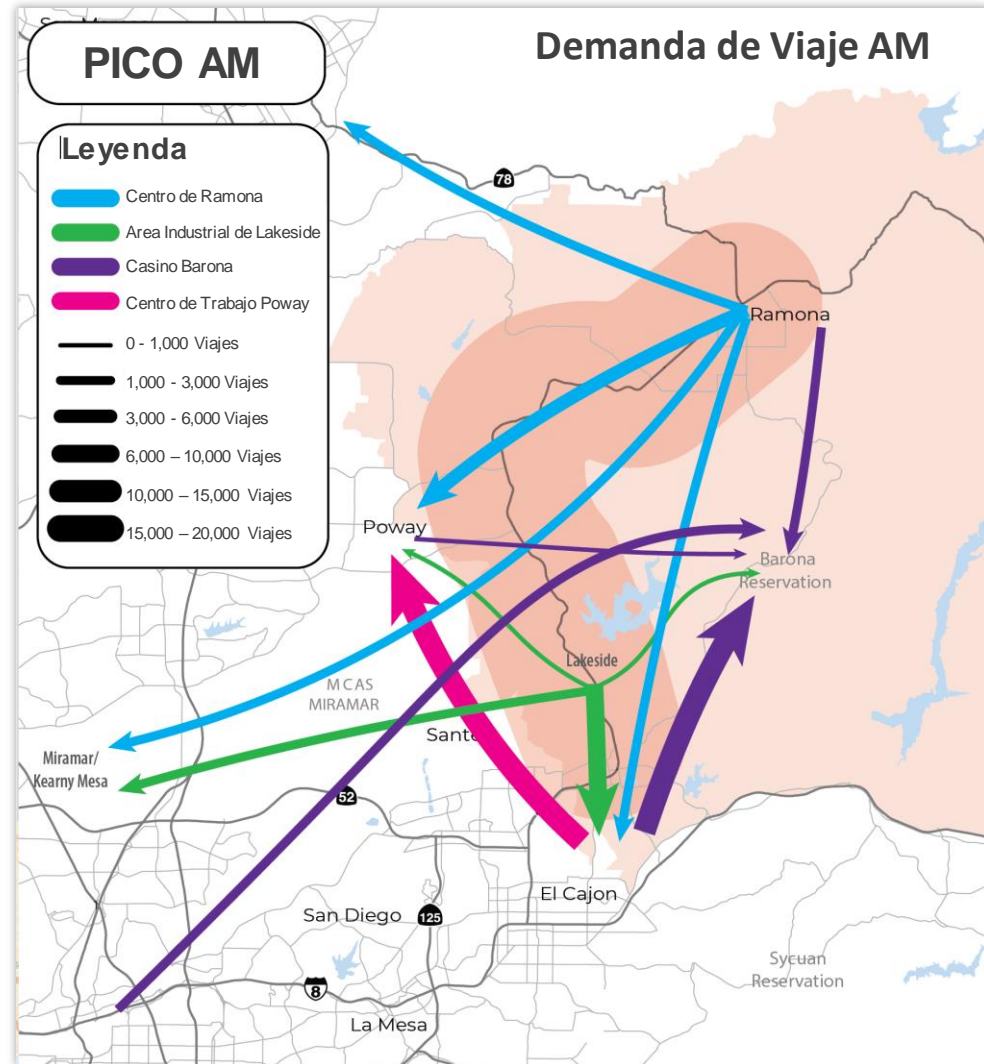 Demanda de Viaje AM
PICO AM
Leyenda
Centro de Ramona
Area Industrial de Lakeside
Casino Barona
Centro de Trabajo Poway
0 - 1,000 Viajes
1,000 - 3,000 Viajes
3,000 - 6,000 Viajes
6,000 – 10,000 Viajes
10,000 – 15,000 Viajes
15,000 – 20,000 Viajes
78
Ramona
Poway
Barona
Reservation
Lakeside
MCAS
MIRAMAR
Sante
Miramar/
Kearny Mesa
52
El Cajon
San Diego
125
Sycuan
Reservation
8
La Mesa